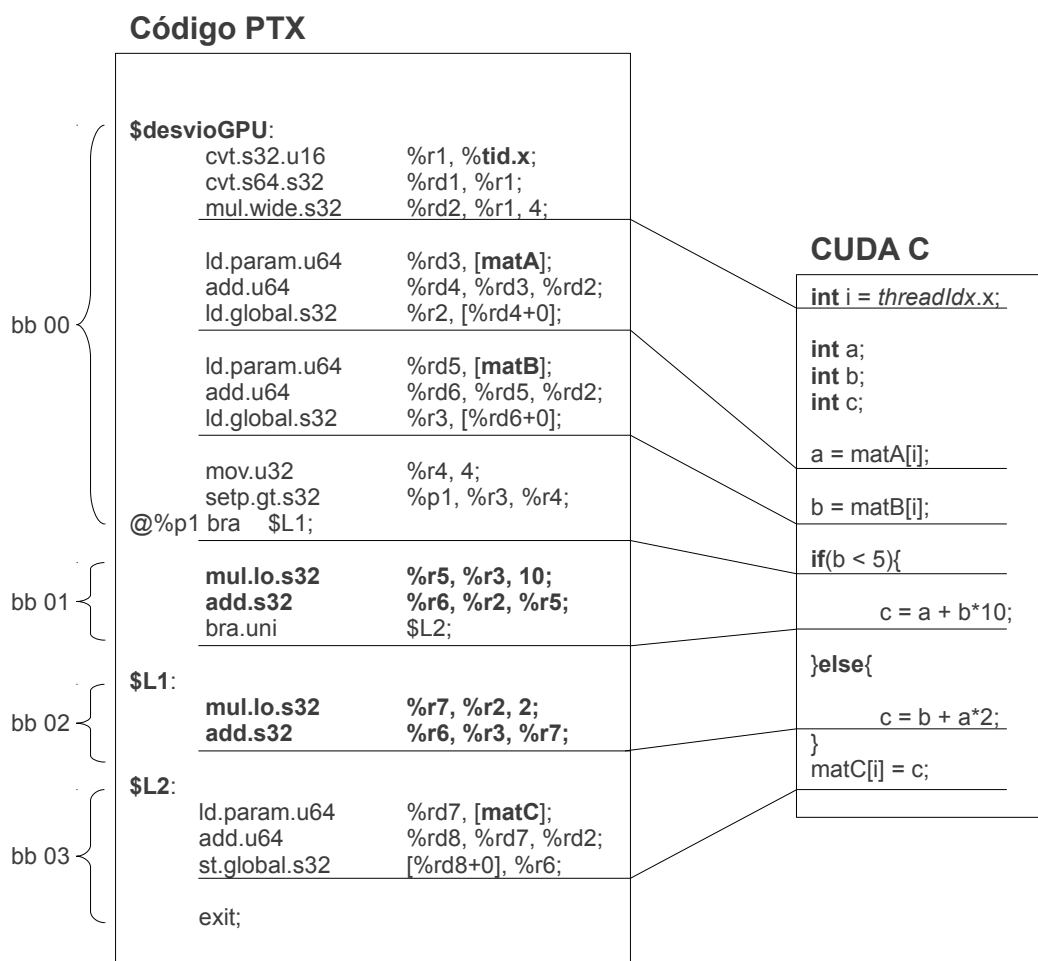 Código PTX
$desvioGPU:
cvt.s32.u16 %r1, %tid.x;
cvt.s64.s32 %rd1, %r1;
mul.wide.s32 %rd2, %r1, 4;
ld.param.u64 %rd3, [matA];
add.u64 %rd4, %rd3, %rd2;
ld.global.s32 %r2, [%rd4+0];
bb 00
ld.param.u64 %rd5, [matB];
add.u64 %rd6, %rd5, %rd2;
ld.global.s32 %r3, [%rd6+0];
mov.u32 %r4, 4;
setp.gt.s32 %p1, %r3, %r4;
@%p1 bra $L1;
mul.lo.s32 %r5, %r3, 10;
bb 01 add.s32 %r6, %r2, %r5;
bra.uni $L2;
$L1:
mul.lo.s32 %r7, %r2, 2;
bb 02 add.s32 %r6, %r3, %r7;
$L2:
ld.param.u64 %rd7, [matC];
add.u64 %rd8, %rd7, %rd2;
bb 03 st.global.s32 [%rd8+0], %r6;
exit;
CUDA C
int i = threadIdx.x;
int a;
int b;
int c;
a = matA[i];
b = matB[i];
if(b < 5){
c = a + b*10;
}else{
c = b + a*2;
}
matC[i] = c;